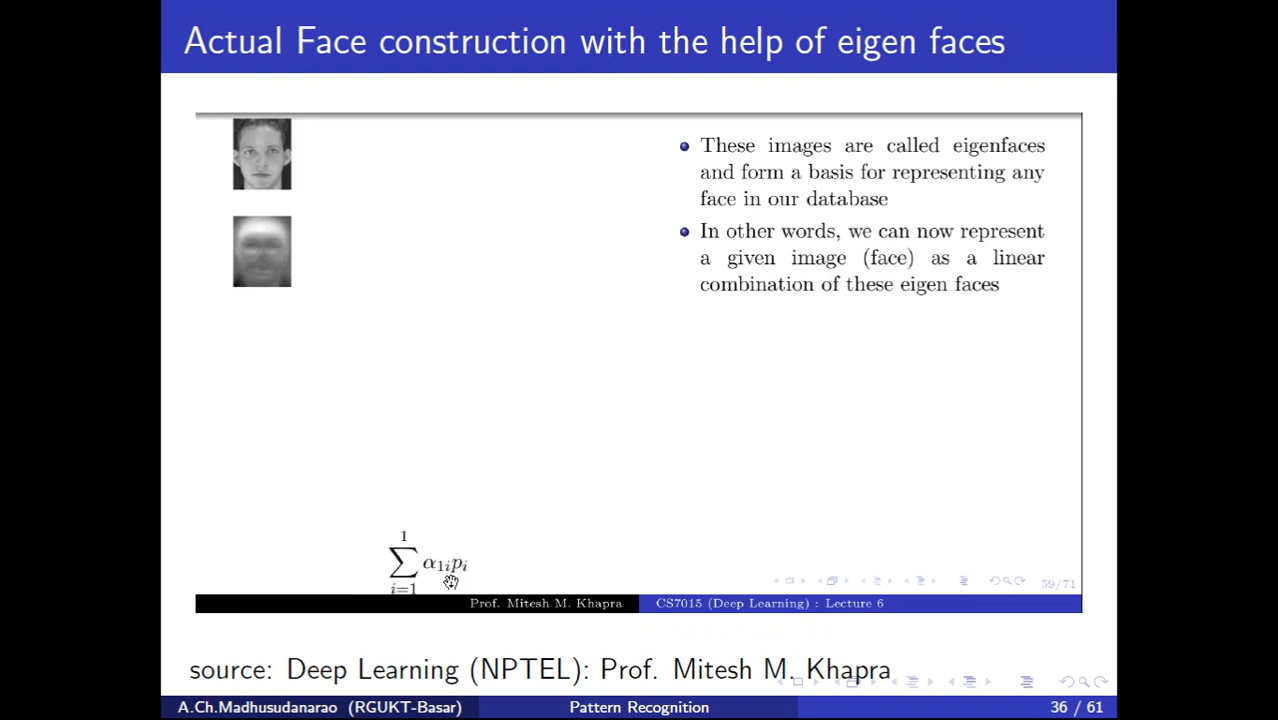 Actual Face construction with the help of eigen faces
These images are called eigenfaces
and form a basis for representing any
face in our database
In other words, we can now represent
a given image (face) as a linear
combination of these eigen faces
1
∑ α₁ᵢpᵢ
i=1
59/71
Prof. Mitesh M. Khapra CS7015 (Deep Learning) : Lecture 6
source: Deep Learning (NPTEL): Prof. Mitesh M. Khapra
A.Ch.Madhusudanarao (RGUKT-Basar) Pattern Recognition 36 / 61